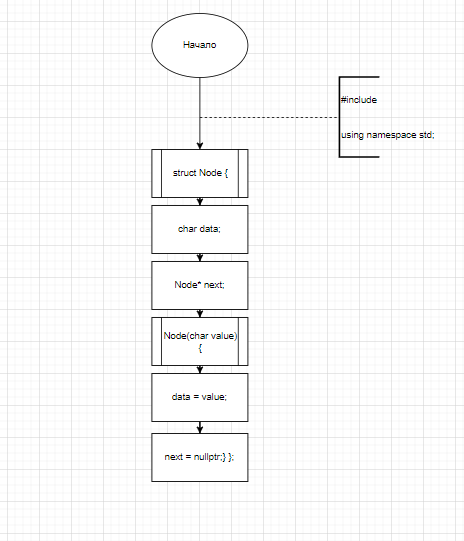 Начало
#include
using namespace std;
struct Node {
char data;
Node* next;
Node(char value)
{
data = value;
next = nullptr;} };